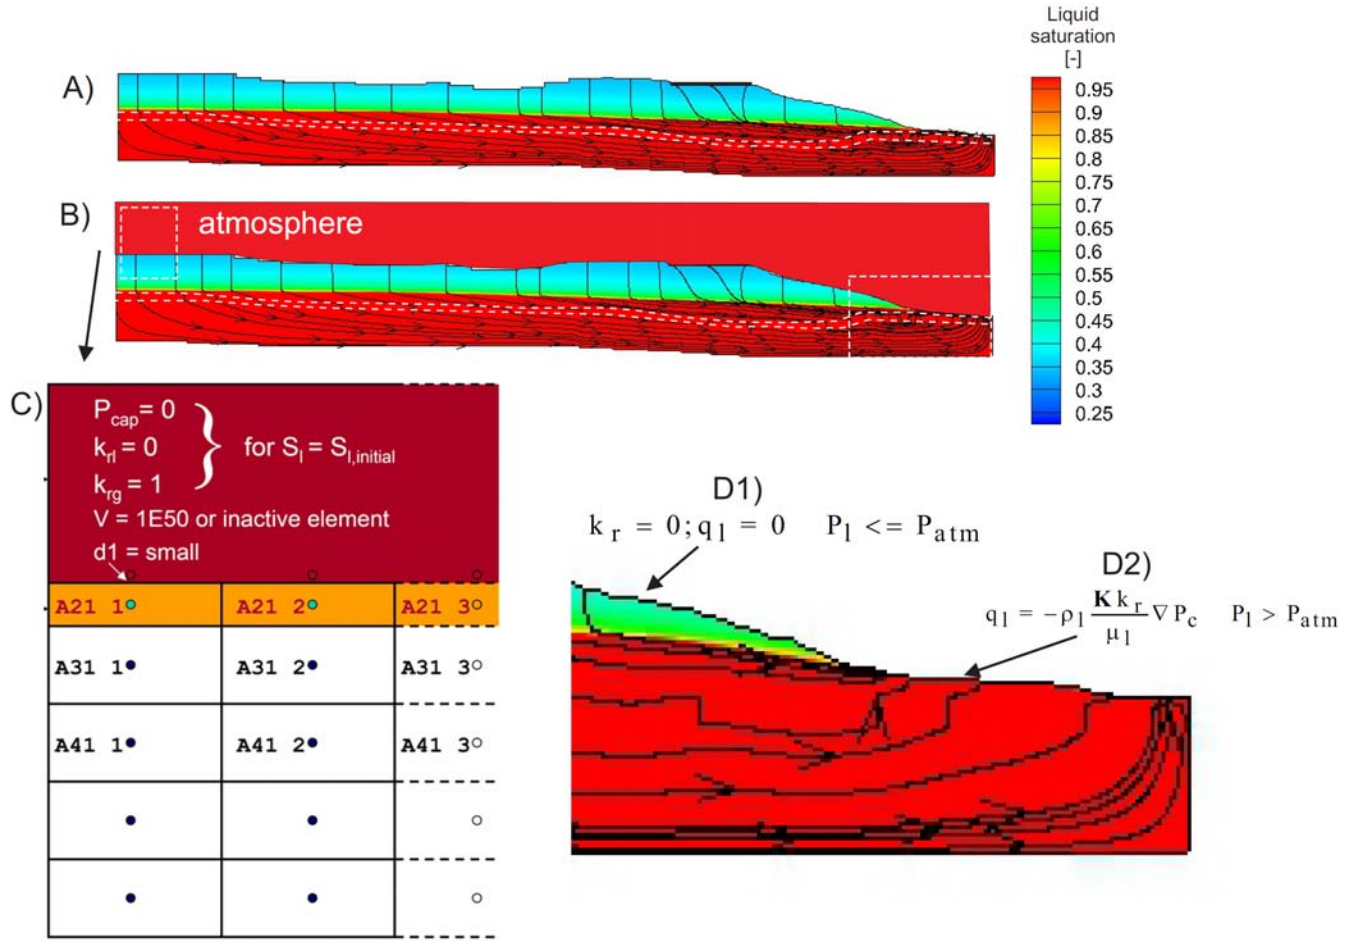 Liquid
saturation
[-]
0.95
0.9
0.85
0.8
0.75
0.7
0.65
0.6
0.55
0.5
0.45
0.4
0.35
0.3
0.25
A)
B)
atmosphere
C)
P_cap = 0
k_rl = 0
k_rg = 1
} for S_l = S_l,initial
V = 1E50 or inactive element
d1 = small
A21 1 A21 2 A21 3
A31 1 A31 2 A31 3
A41 1 A41 2 A41 3
D1)
k_r = 0; q_l = 0 P_l <= P_atm
D2)
q_l = -ρ_l K k_r / μ_l ∇P_c P_l > P_atm